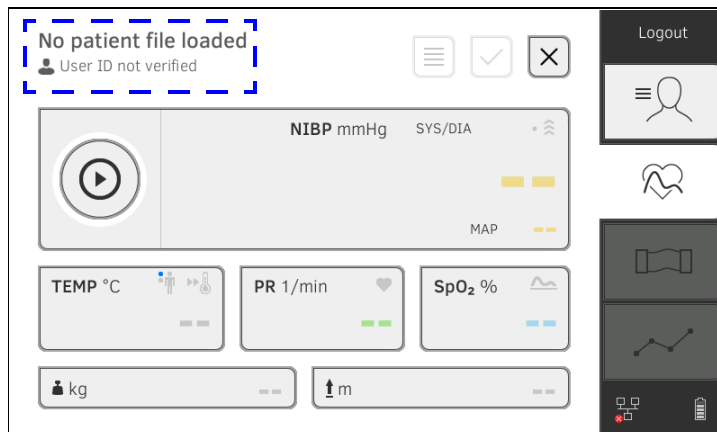 No patient file loaded
User ID not verified
Logout
NIBP mmHg SYS/DIA
-- --
MAP --
TEMP °C
--
PR 1/min
--
SpO₂ %
--
kg --
m --